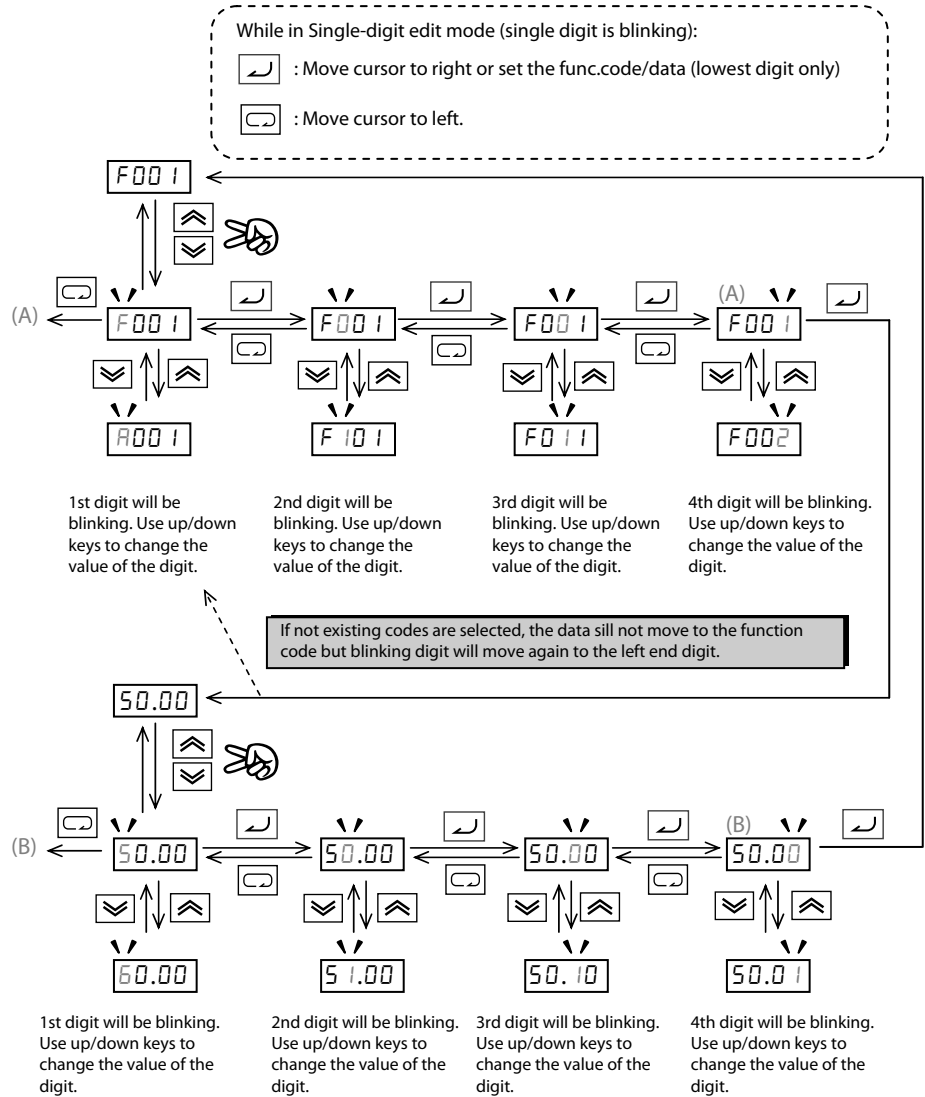 While in Single-digit edit mode (single digit is blinking):
: Move cursor to right or set the func.code/data (lowest digit only)
: Move cursor to left.
F001
(A)
F001
F001
F001
(A)
F001
A001
F101
F011
F002
1st digit will be
blinking. Use up/down
keys to change the
value of the digit.
2nd digit will be
blinking. Use up/down
keys to change the
value of the digit.
3rd digit will be
blinking. Use up/down
keys to change the
value of the digit.
4th digit will be blinking.
Use up/down keys to
change the value of the
digit.
If not existing codes are selected, the data sill not move to the function
code but blinking digit will move again to the left end digit.
50.00
(B)
50.00
50.00
50.00
(B)
50.00
60.00
51.00
50.10
50.01
1st digit will be blinking.
Use up/down keys to
change the value of the
digit.
2nd digit will be blinking.
Use up/down keys to
change the value of the
digit.
3rd digit will be blinking.
Use up/down keys to
change the value of the
digit.
4th digit will be blinking.
Use up/down keys to
change the value of the
digit.